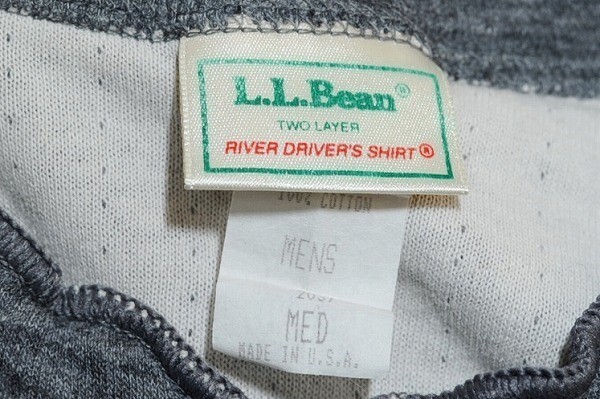 L.L.Bean®
TWO LAYER
RIVER DRIVER'S SHIRT®
100% COTTON
MENS
MED
MADE IN U.S.A.